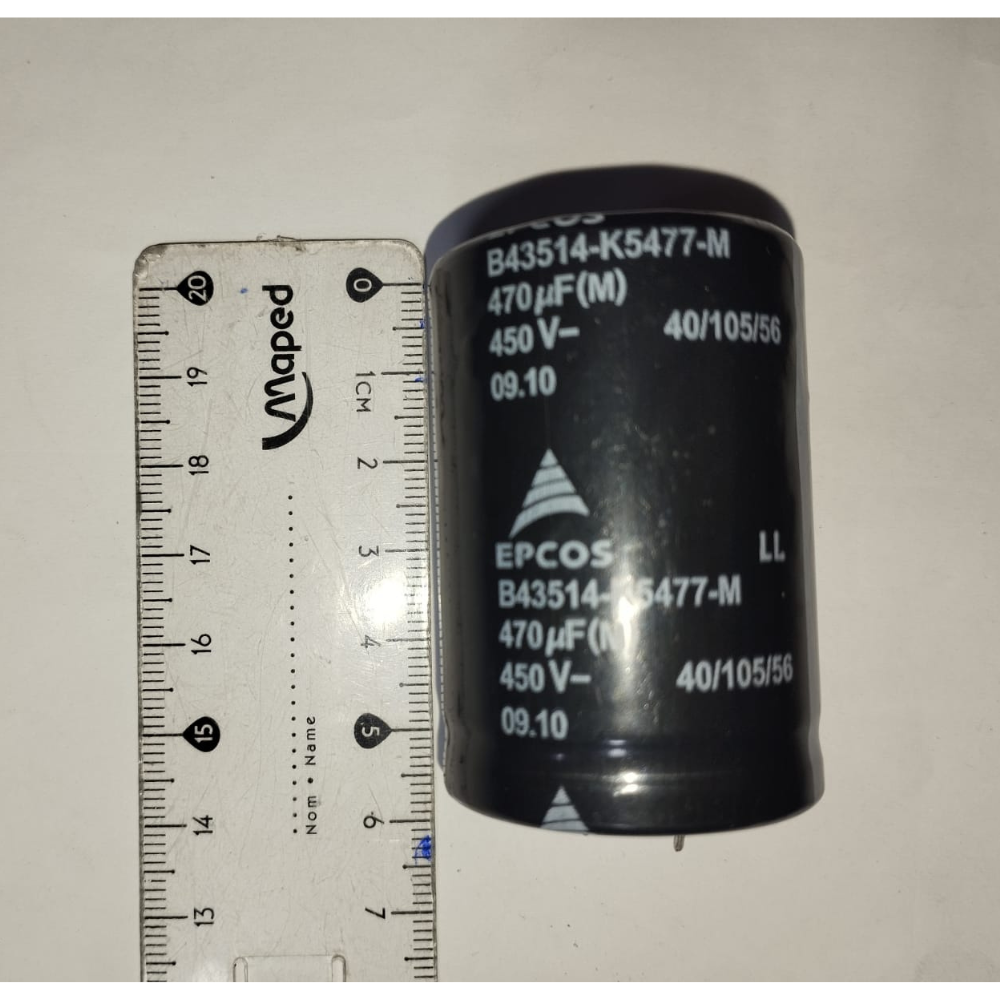 EPCOS
B43514-K5477-M
470µF(M)
450 V– 40/105/56
09.10
EPCOS LL
B43514-K5477-M
470µF(M)
450 V– 40/105/56
09.10
Maped
Nom • Name
0
1CM
2
3
4
5
6
7
20
19
18
17
16
15
14
13